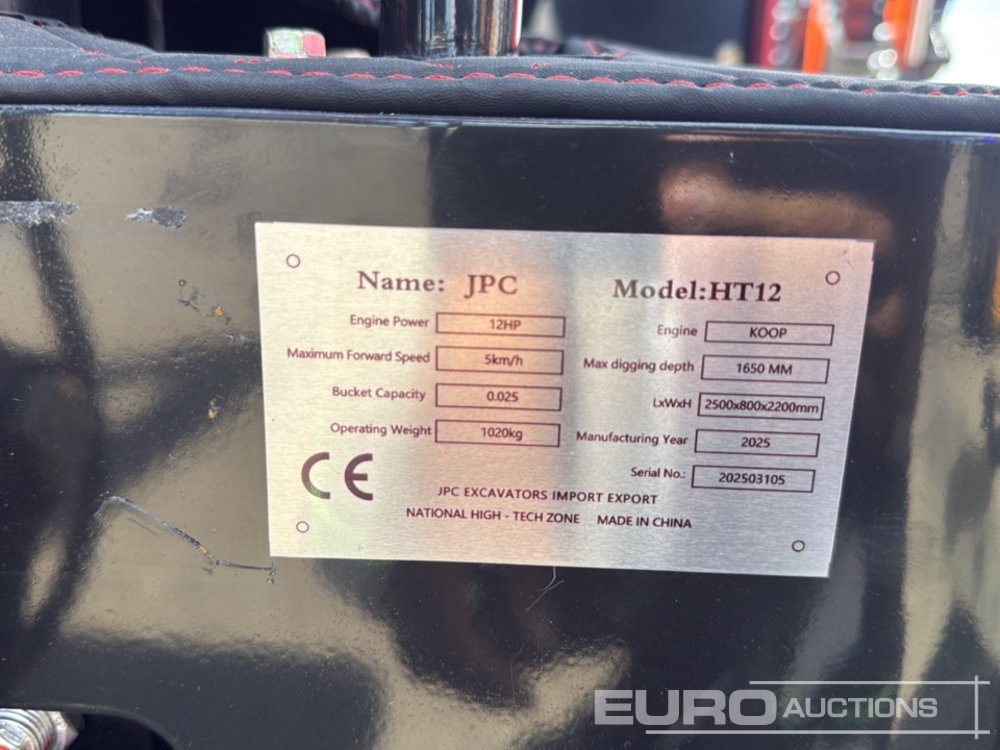 Name: JPC
Model:HT12
Engine Power 12HP
Engine KOOP
Maximum Forward Speed 5km/h
Max digging depth 1650 MM
Bucket Capacity 0.025
LxWxH 2500x800x2200mm
Operating Weight 1020kg
Manufacturing Year 2025
Serial No.: 202503105
CE
JPC EXCAVATORS IMPORT EXPORT
NATIONAL HIGH - TECH ZONE MADE IN CHINA
EURO AUCTIONS